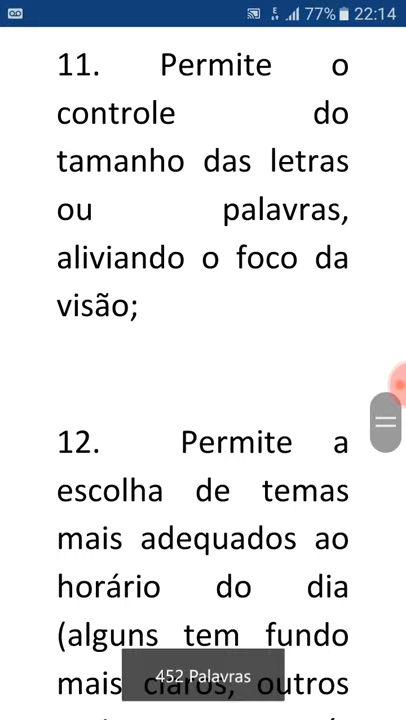 77% 22:14
11. Permite o
controle do
tamanho das letras
ou palavras,
aliviando o foco da
visão;
12. Permite a
escolha de temas
mais adequados ao
horário do dia
(alguns tem fundo
mais claros, outros
452 Palavras